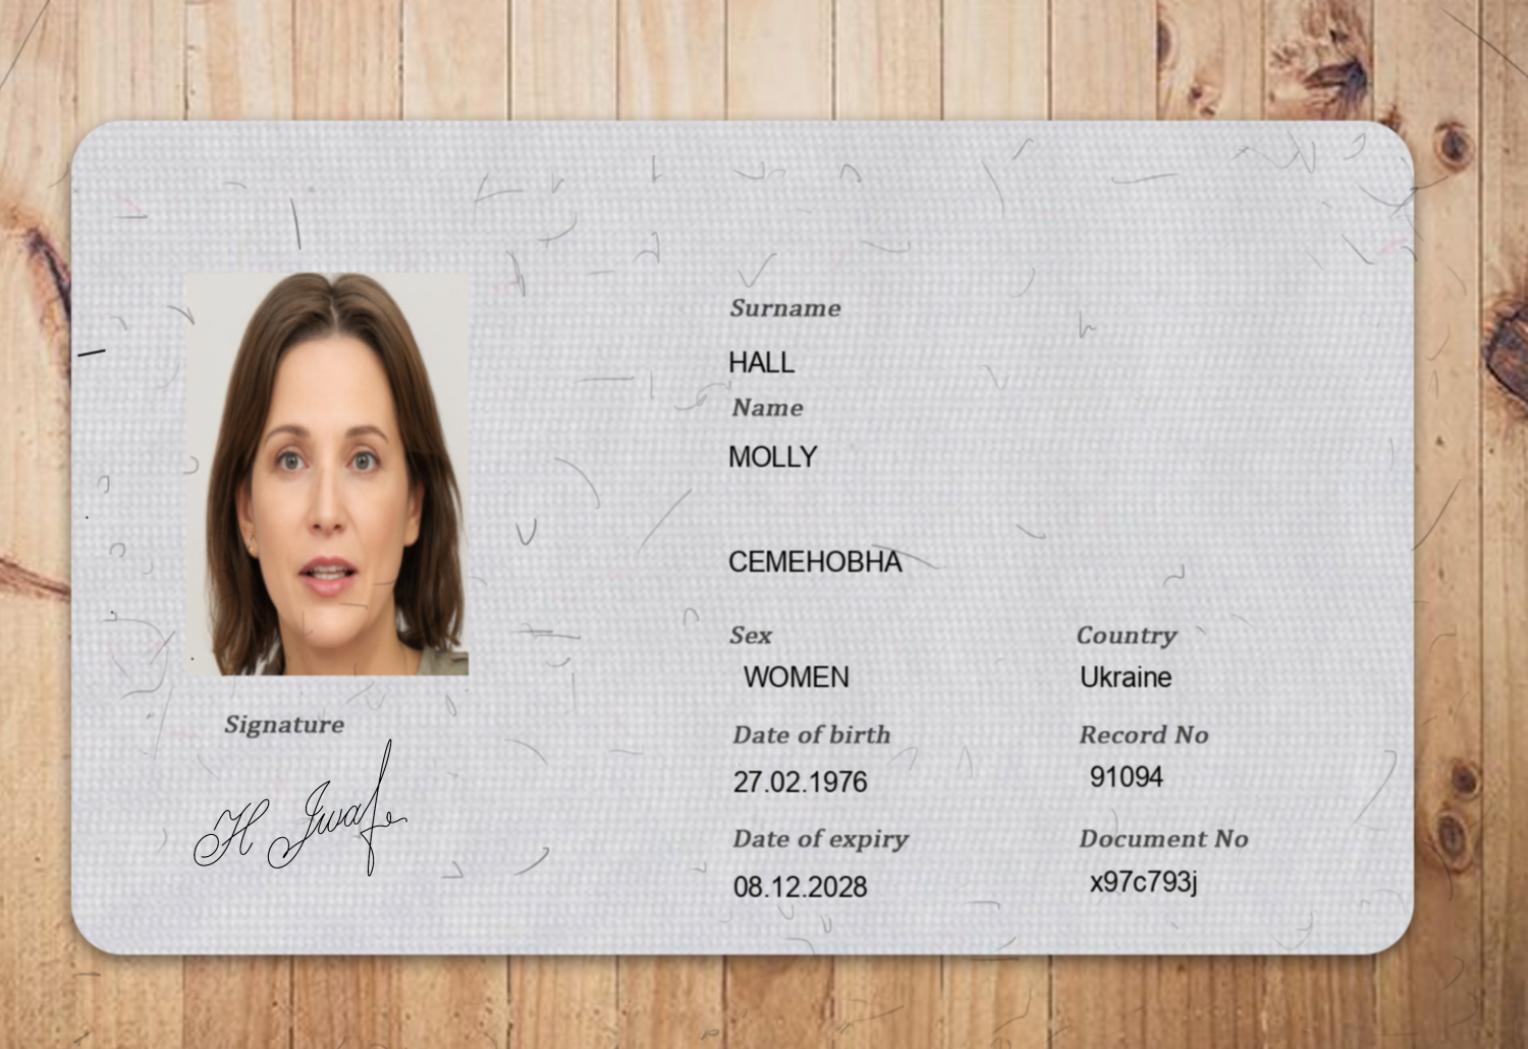 Surname
HALL
Name
MOLLY
СЕМЕНОВНА
Sex
Country
WOMEN
Ukraine
Date of birth
Record No
27.02.1976
91094
Date of expiry
Document No
08.12.2028
x97c793j
Signature